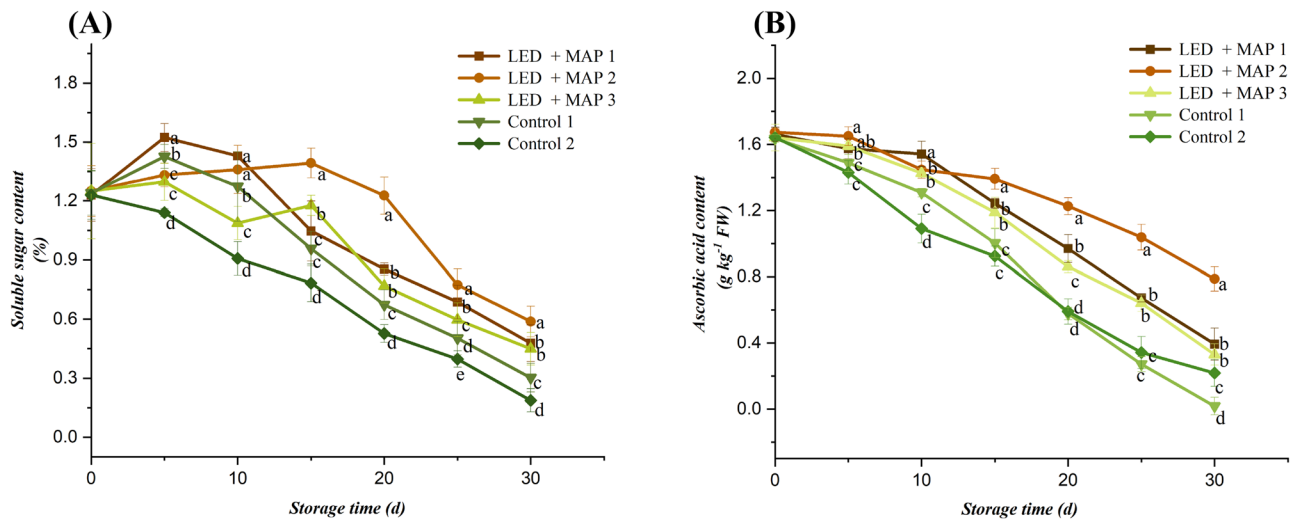 (A)
LED + MAP 1
LED + MAP 2
LED + MAP 3
Control 1
Control 2
1.8
1.5
1.2
0.9
0.6
0.3
0.0
Soluble sugar content
(%)
a
b
c
c
d
a
a
b
c
d
b
c
c
d
a
b
b
c
d
a
b
c
d
e
a
b
b
c
d
0
10
20
30
Storage time (d)
(B)
LED + MAP 1
LED + MAP 2
LED + MAP 3
Control 1
Control 2
2.0
1.6
1.2
0.8
0.4
0.0
Ascorbic acid content
(g kg-1 FW)
a
ab
b
c
c
a
b
b
c
d
a
b
b
c
c
a
b
c
d
d
a
b
b
c
c
a
b
b
c
d
0
10
20
30
Storage time (d)